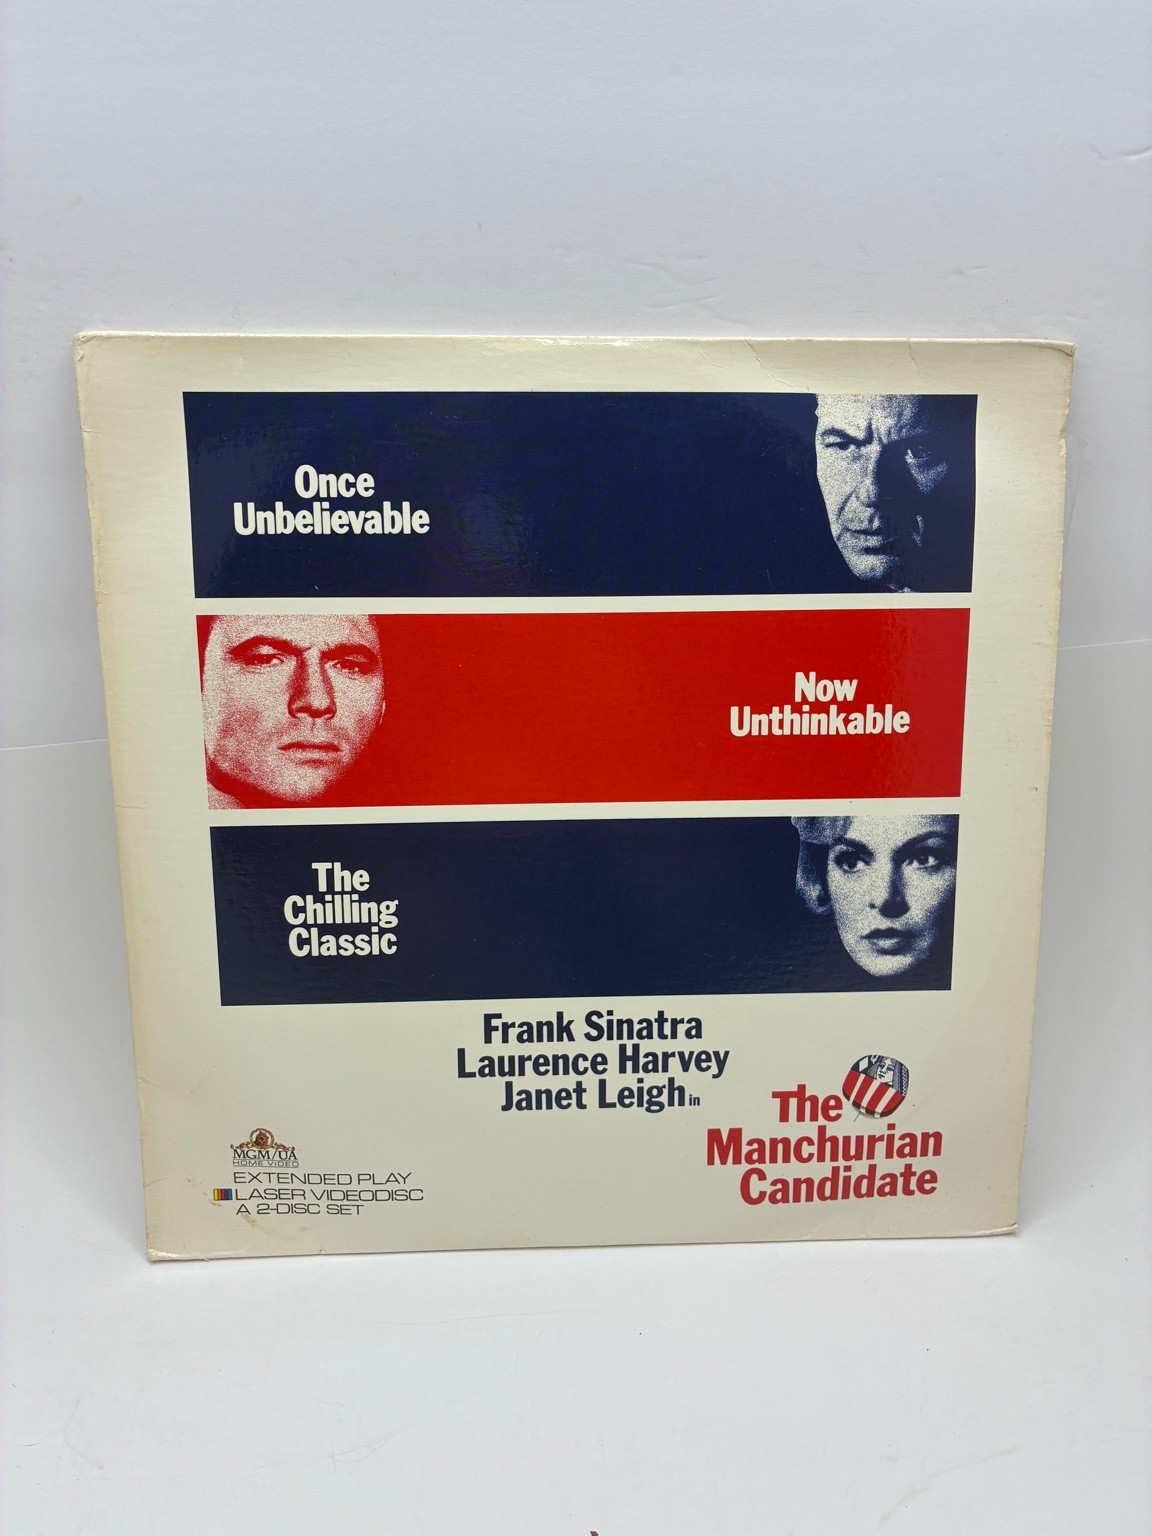 Once
Unbelievable
Now
Unthinkable
The
Chilling
Classic
Frank Sinatra
Laurence Harvey
Janet Leigh in
The
Manchurian
Candidate
MGM/UA
HOME VIDEO
EXTENDED PLAY
LASER VIDEODISC
A 2-DISC SET